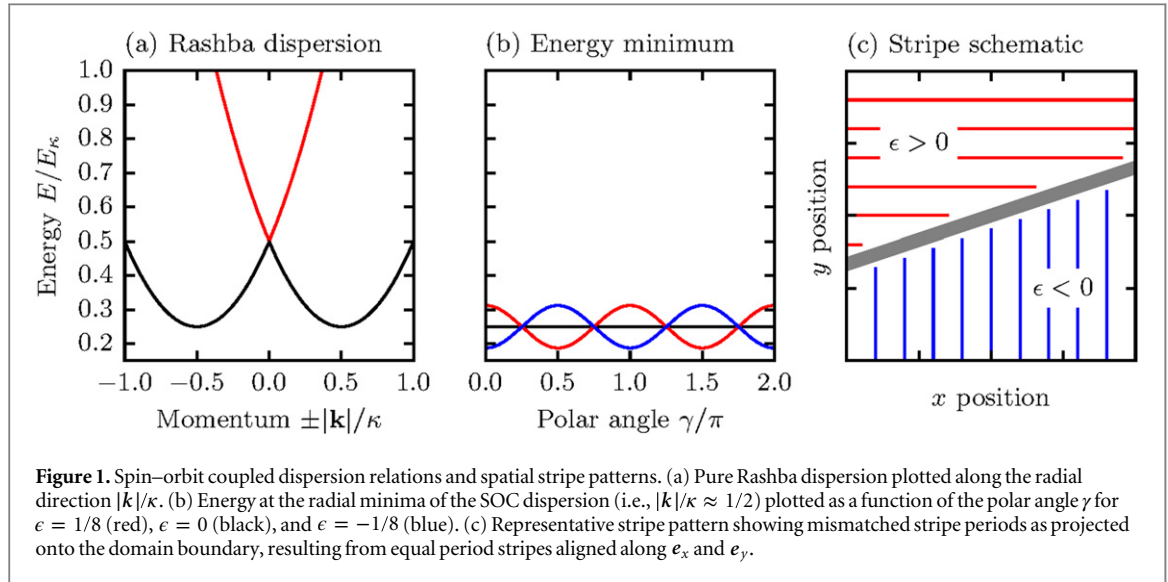 (a) Rashba dispersion
(b) Energy minimum
(c) Stripe schematic
Energy E/E_κ
1.0
0.9
0.8
0.7
0.6
0.5
0.4
0.3
0.2
−1.0 −0.5 0.0 0.5 1.0
Momentum ±|k|/κ
0.0 0.5 1.0 1.5 2.0
Polar angle γ/π
y position
ϵ > 0
ϵ < 0
x position
Figure 1. Spin–orbit coupled dispersion relations and spatial stripe patterns. (a) Pure Rashba dispersion plotted along the radial
direction |k|/κ. (b) Energy at the radial minima of the SOC dispersion (i.e., |k|/κ ≈ 1/2) plotted as a function of the polar angle γ for
ϵ = 1/8 (red), ϵ = 0 (black), and ϵ = −1/8 (blue). (c) Representative stripe pattern showing mismatched stripe periods as projected
onto the domain boundary, resulting from equal period stripes aligned along e_x and e_y.